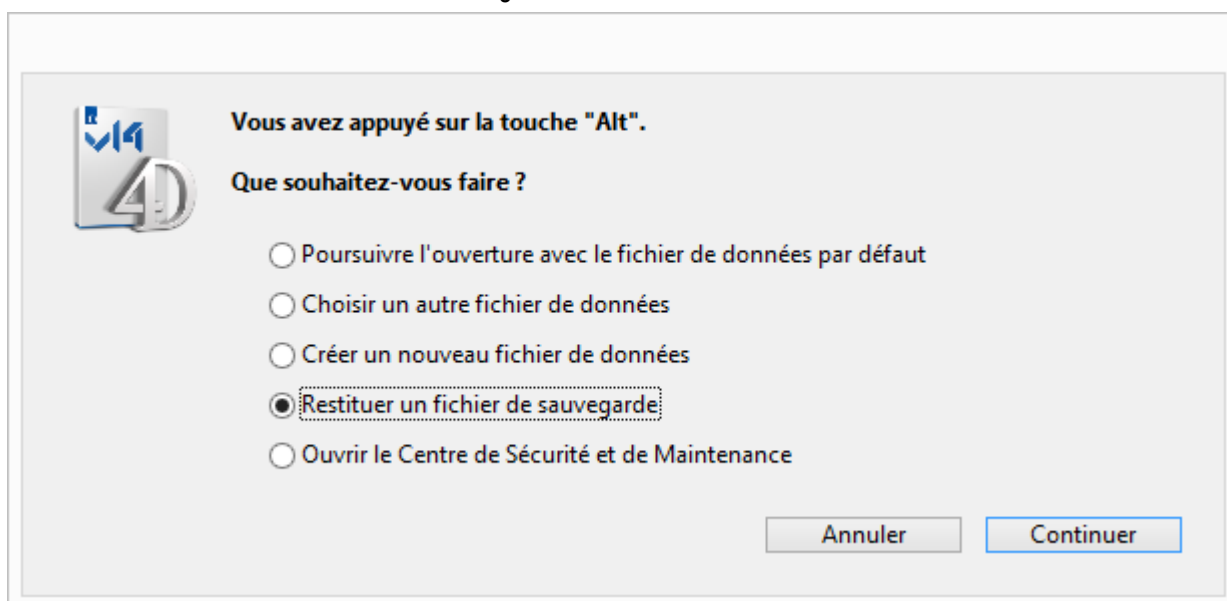 Vous avez appuyé sur la touche "Alt".
Que souhaitez-vous faire ?
v14
4D
Poursuivre l'ouverture avec le fichier de données par défaut
Choisir un autre fichier de données
Créer un nouveau fichier de données
Restituer un fichier de sauvegarde
Ouvrir le Centre de Sécurité et de Maintenance
Annuler
Continuer